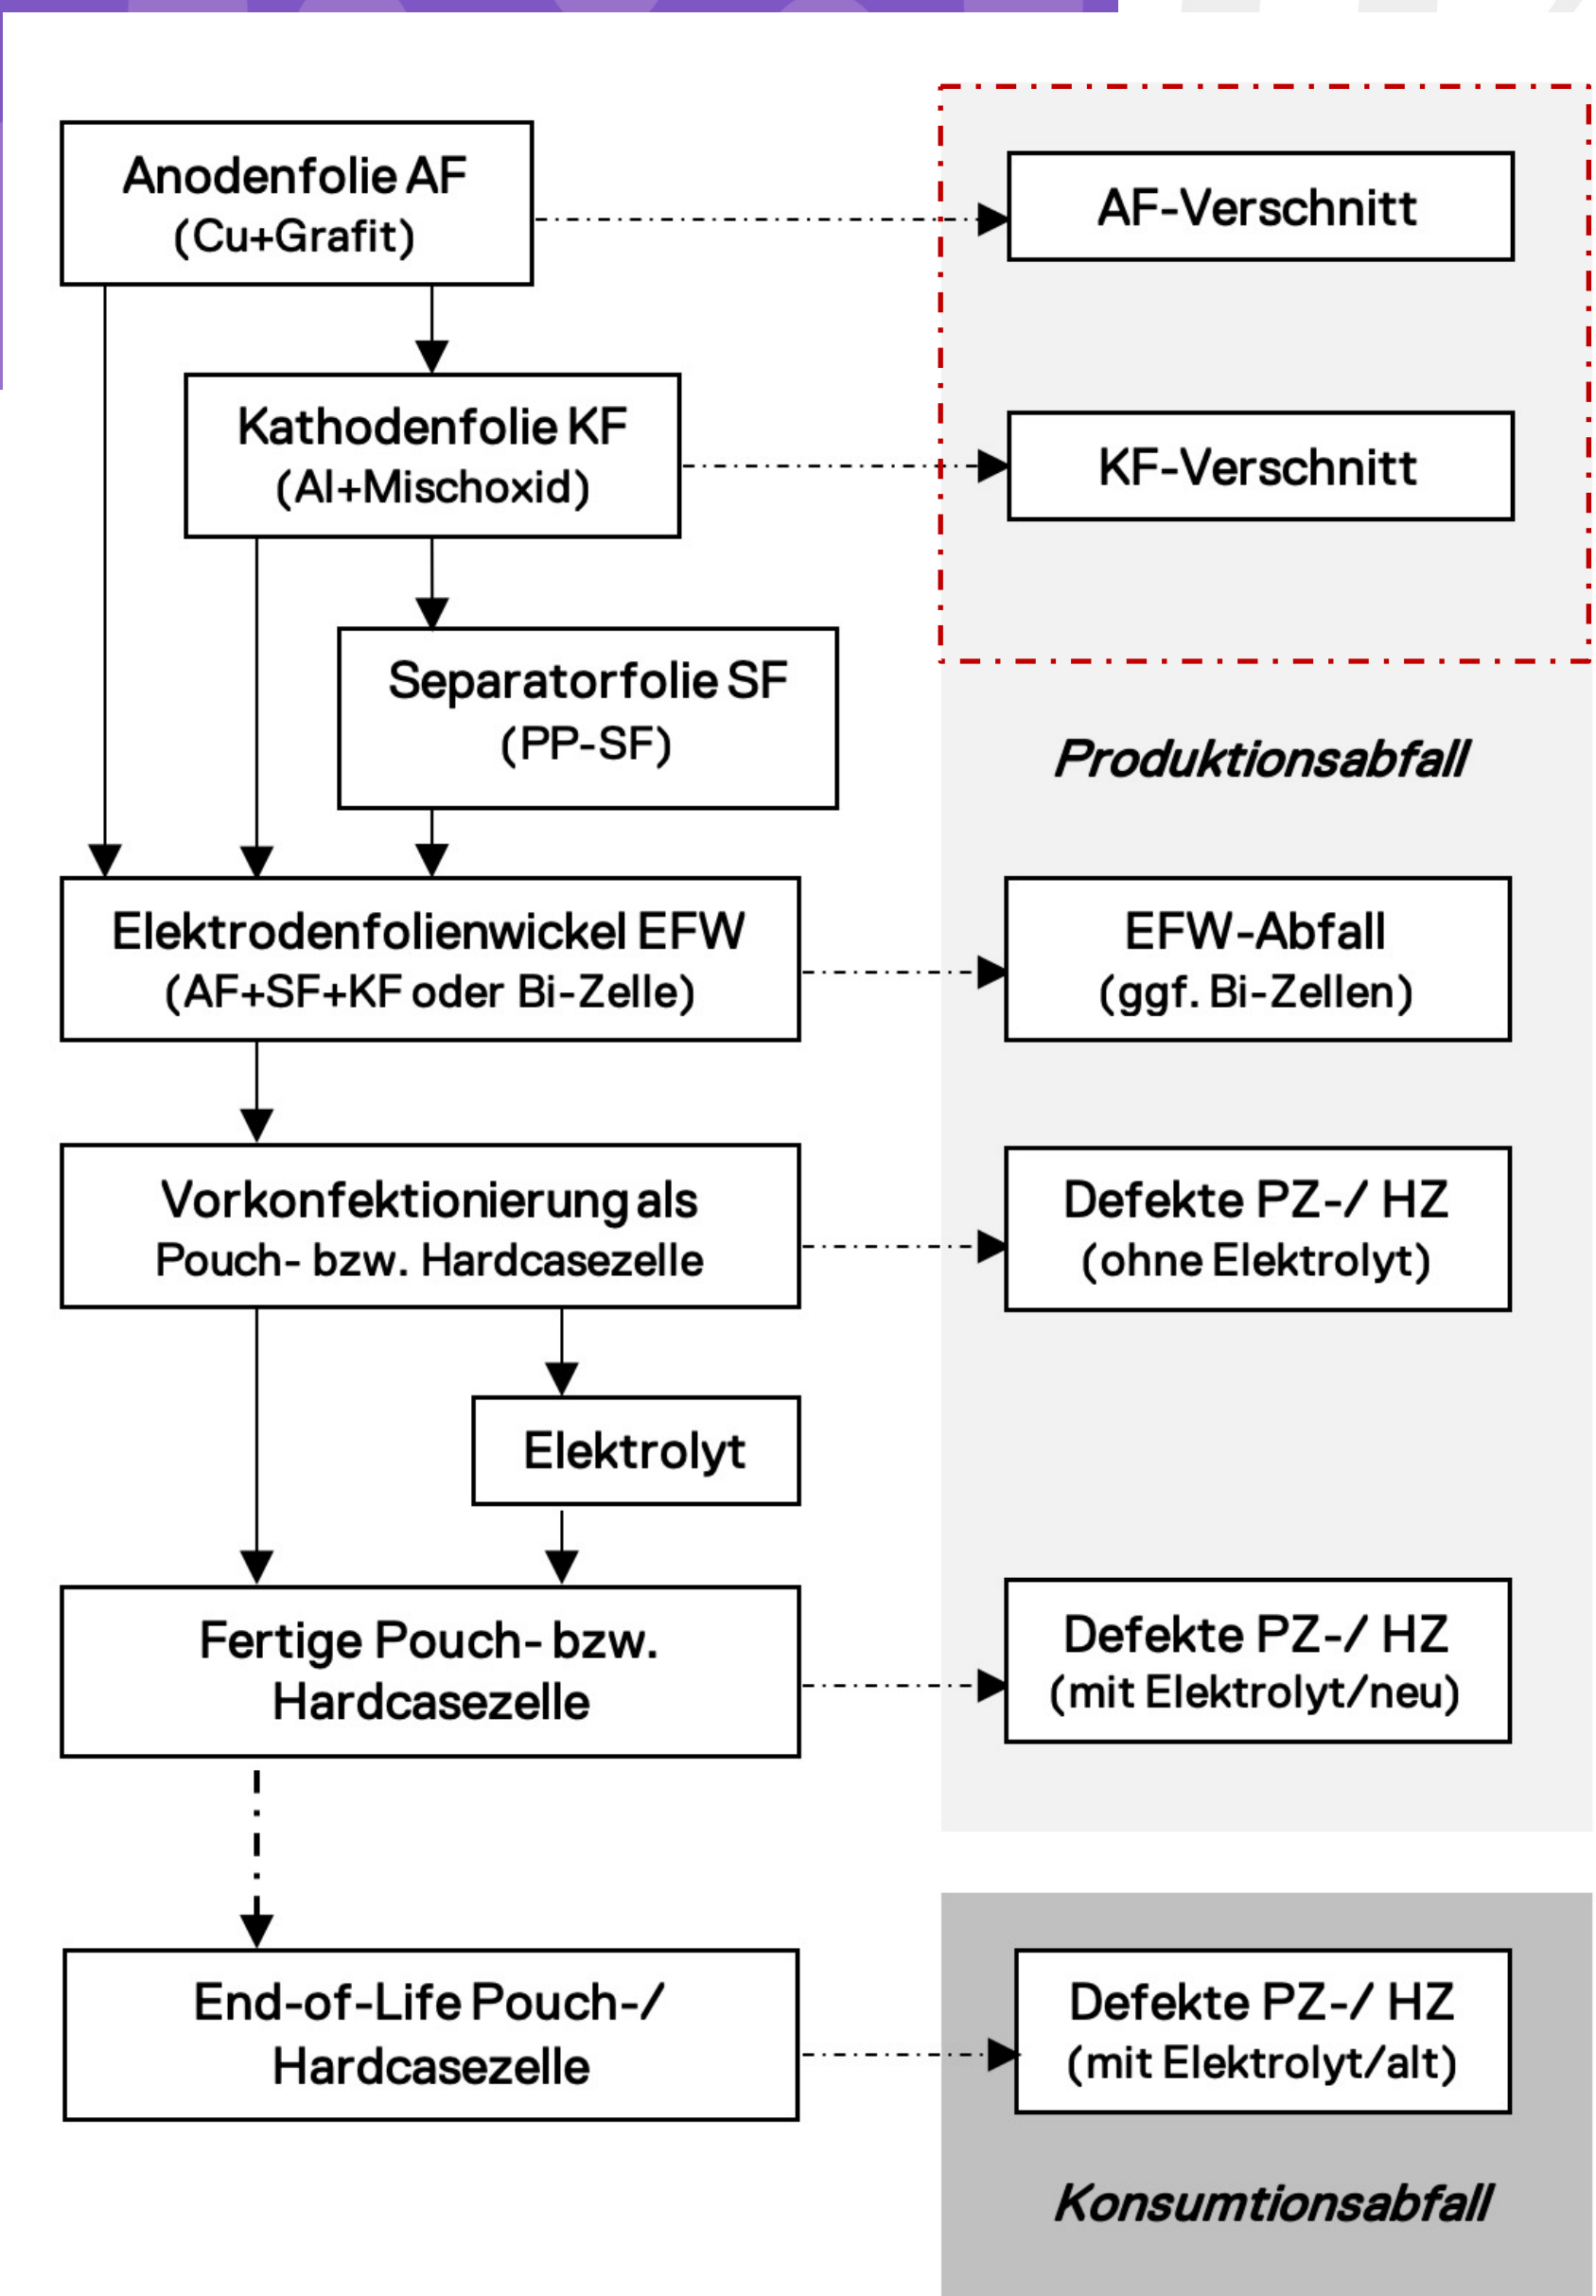 Anodenfolie AF
(Cu+Grafit)
AF-Verschnitt
Kathodenfolie KF
(Al+Mischoxid)
KF-Verschnitt
Separatorfolie SF
(PP-SF)
Produktionsabfall
Elektrodenfolienwickel EFW
(AF+SF+KF oder Bi-Zelle)
EFW-Abfall
(ggf. Bi-Zellen)
Vorkonfektionierung als
Pouch- bzw. Hardcasezelle
Defekte PZ-/ HZ
(ohne Elektrolyt)
Elektrolyt
Fertige Pouch- bzw.
Hardcasezelle
Defekte PZ-/ HZ
(mit Elektrolyt/neu)
End-of-Life Pouch-/
Hardcasezelle
Defekte PZ-/ HZ
(mit Elektrolyt/alt)
Konsumtionsabfall